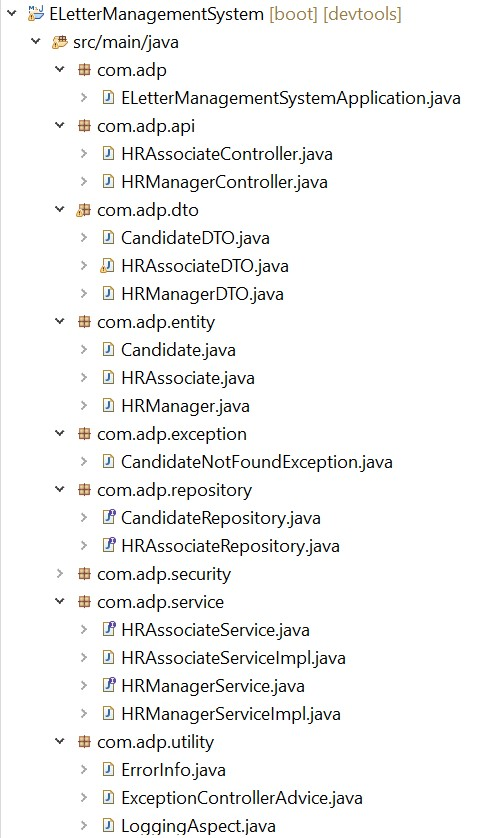 ELetterManagementSystem [boot] [devtools]
src/main/java
com.adp
ELetterManagementSystemApplication.java
com.adp.api
HRAssociateController.java
HRManagerController.java
com.adp.dto
CandidateDTO.java
HRAssociateDTO.java
HRManagerDTO.java
com.adp.entity
Candidate.java
HRAssociate.java
HRManager.java
com.adp.exception
CandidateNotFoundException.java
com.adp.repository
CandidateRepository.java
HRAssociateRepository.java
com.adp.security
com.adp.service
HRAssociateService.java
HRAssociateServiceImpl.java
HRManagerService.java
HRManagerServiceImpl.java
com.adp.utility
ErrorInfo.java
ExceptionControllerAdvice.java
LoggingAspect.java